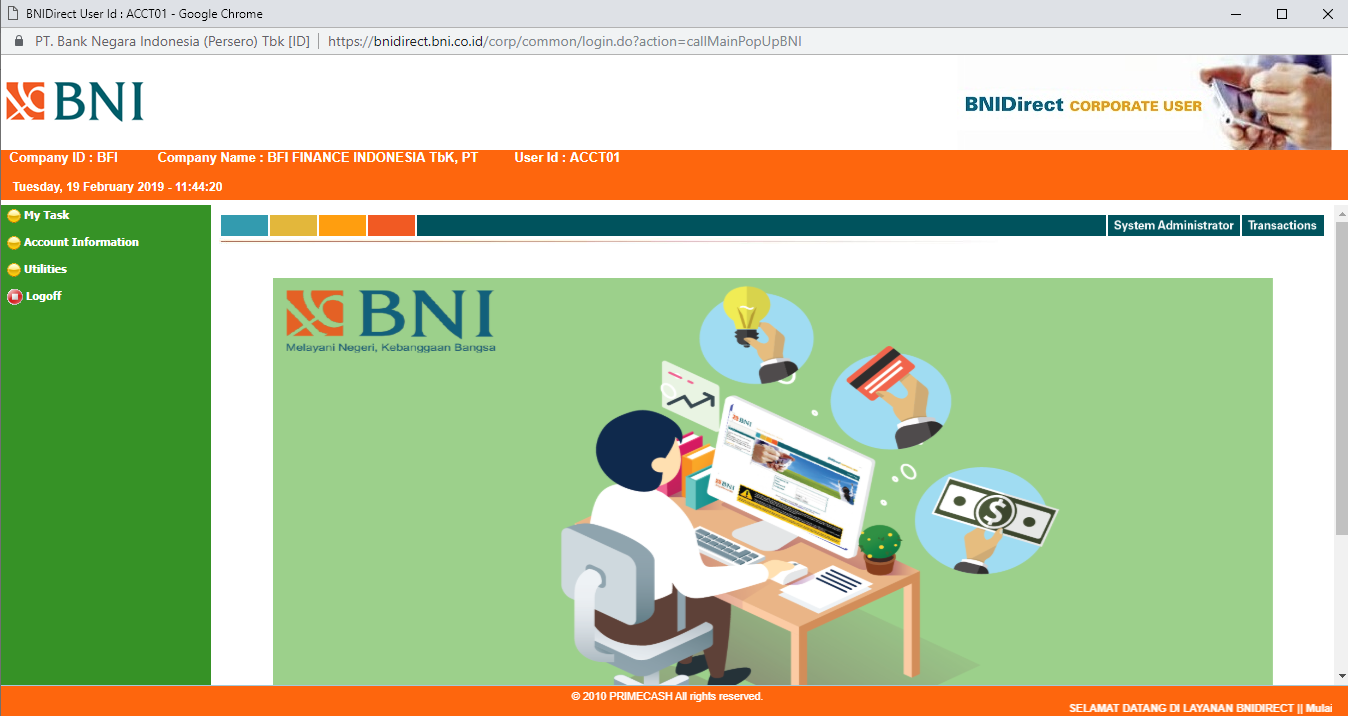 BNIDirect User Id : ACCT01 - Google Chrome
PT. Bank Negara Indonesia (Persero) Tbk [ID] https://bnidirect.bni.co.id/corp/common/login.do?action=callMainPopUpBNI
BNI
BNIDirect CORPORATE USER
Company ID : BFI Company Name : BFI FINANCE INDONESIA TbK, PT User Id : ACCT01
Tuesday, 19 February 2019 - 11:44:20
My Task
Account Information
Utilities
Logoff
System Administrator Transactions
BNI
Melayani Negeri, Kebanggaan Bangsa
BNI
BNI
$
© 2010 PRIMECASH All rights reserved.
SELAMAT DATANG DI LAYANAN BNIDIRECT || Mulai